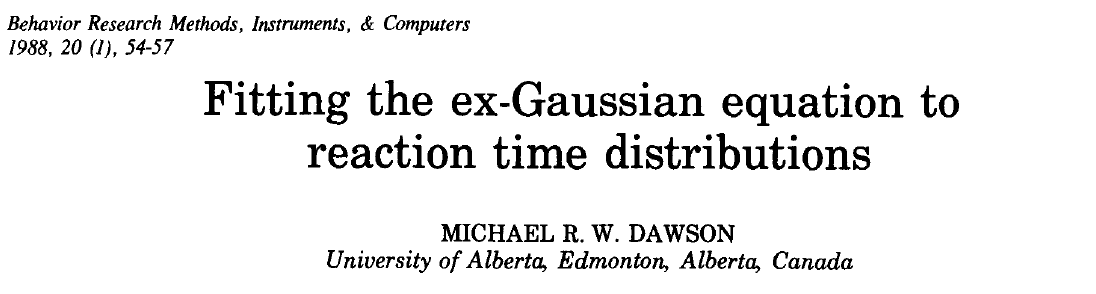 Behavior Research Methods, Instruments, & Computers
1988, 20 (1), 54-57
Fitting the ex-Gaussian equation to
reaction time distributions
MICHAEL R. W. DAWSON
University of Alberta, Edmonton, Alberta, Canada